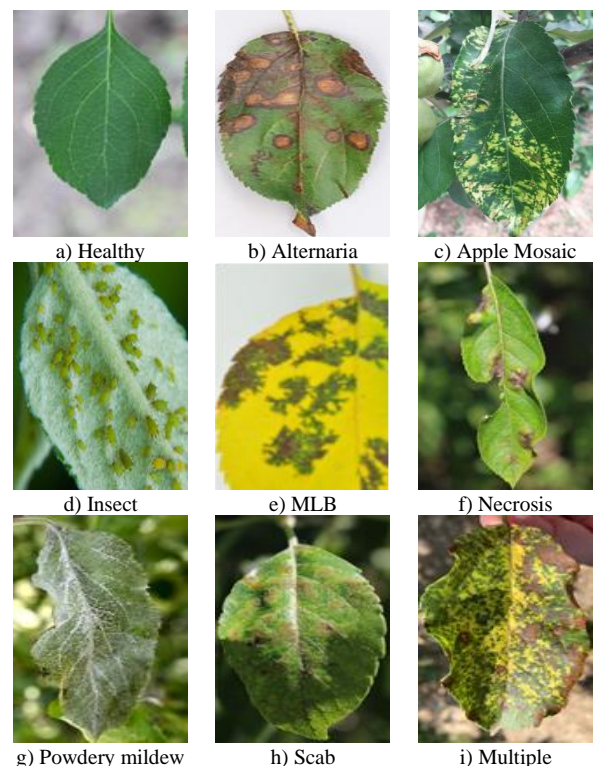 a) Healthy
b) Alternaria
c) Apple Mosaic
d) Insect
e) MLB
f) Necrosis
g) Powdery mildew
h) Scab
i) Multiple